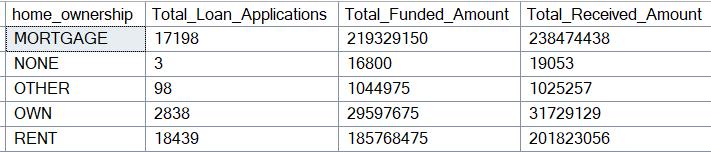 home_ownership Total_Loan_Applications Total_Funded_Amount Total_Received_Amount
MORTGAGE 17198 219329150 238474438
NONE 3 16800 19053
OTHER 98 1044975 1025257
OWN 2838 29597675 31729129
RENT 18439 185768475 201823056